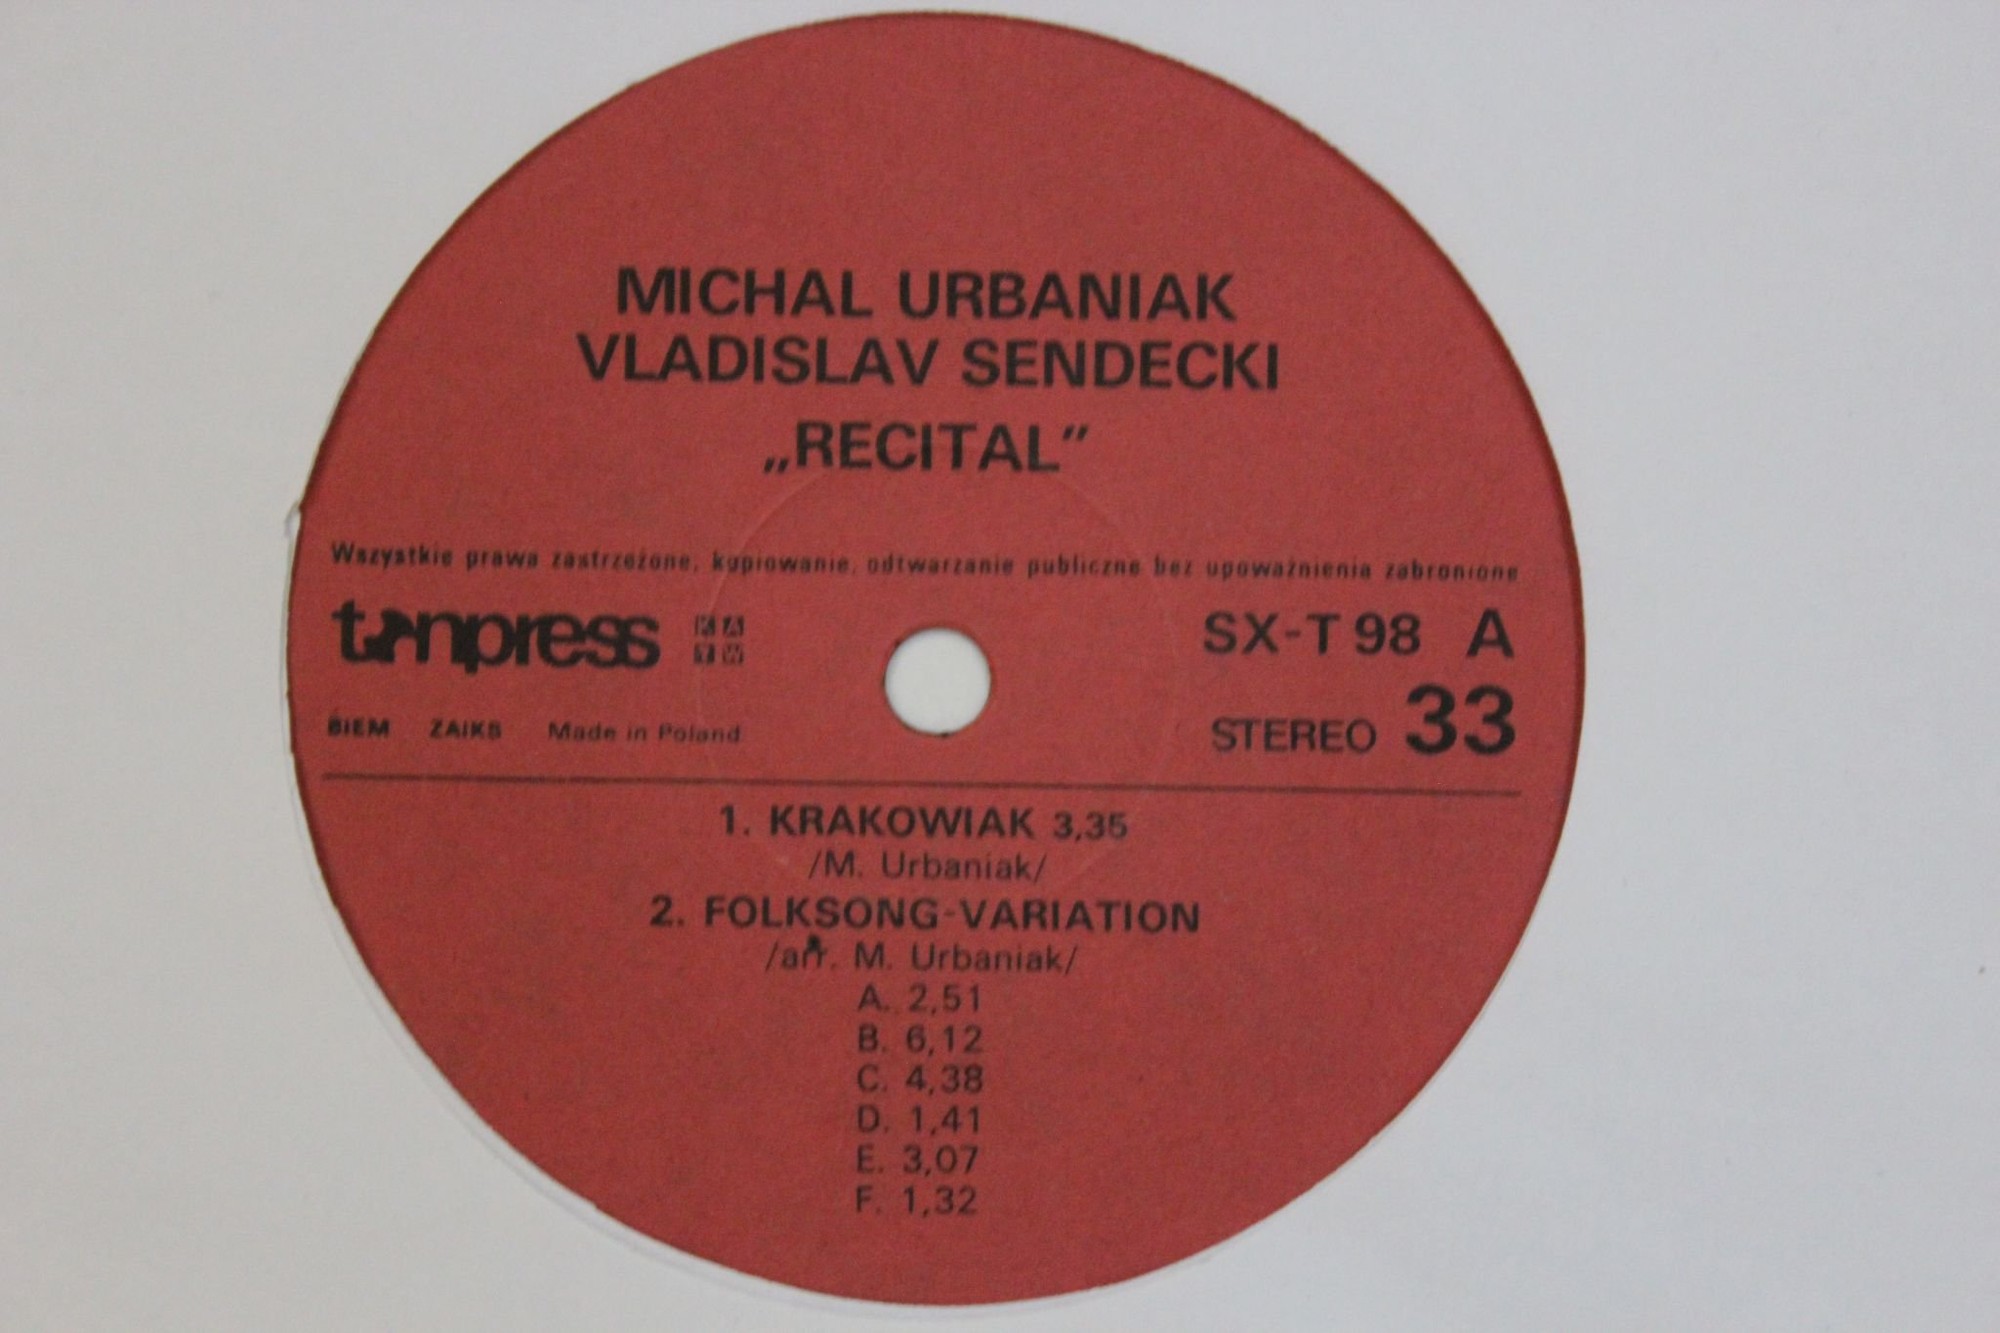 MICHAL URBANIAK
VLADISLAV SENDECKI
„RECITAL”
Wszystkie prawa zastrzeżone, kopiowanie, odtwarzanie publiczne bez upoważnienia zabronione
tonpress KAW SX-T 98 A
BIEM ZAIKS Made in Poland STEREO 33
1. KRAKOWIAK 3,35
/M. Urbaniak/
2. FOLKSONG-VARIATION
/arr. M. Urbaniak/
A. 2,51
B. 6,12
C. 4,38
D. 1,41
E. 3,07
F. 1,32